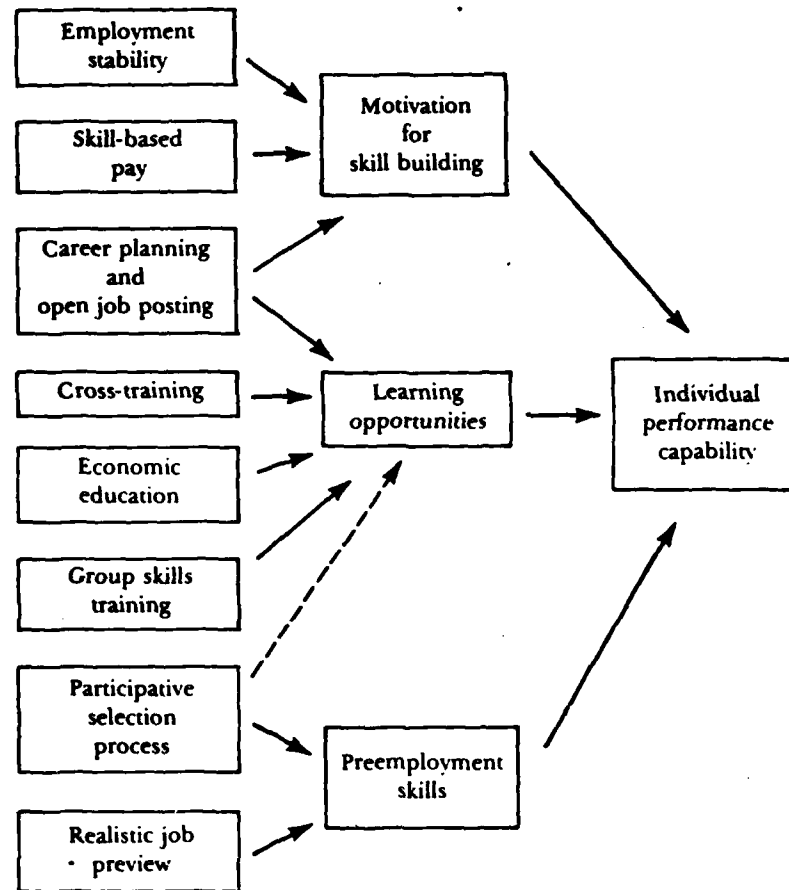 Employment
stability
Skill-based
pay
Career planning
and
open job posting
Cross-training
Economic
education
Group skills
training
Participative
selection
process
Realistic job
preview
Motivation
for
skill building
Learning
opportunities
Preemployment
skills
Individual
performance
capability